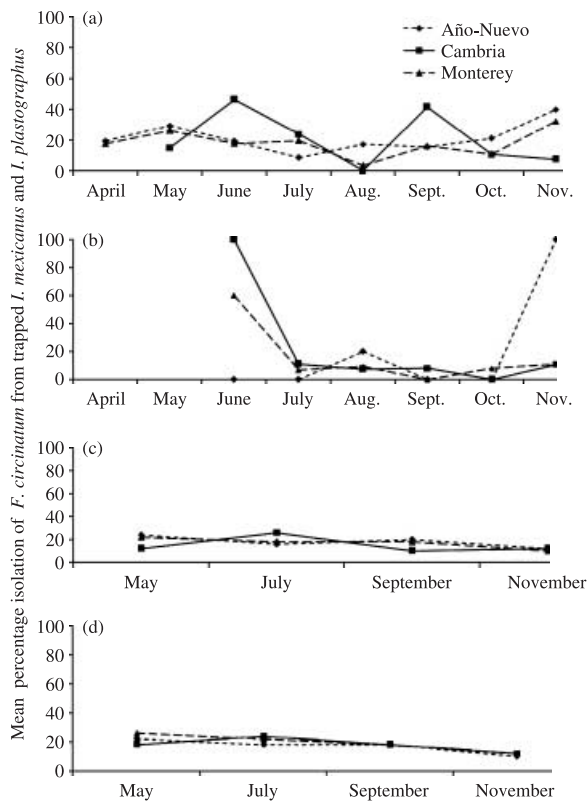 Mean percentage isolation of F. circinatum from trapped I. mexicanus and I. plastographus
(a)
Año-Nuevo
Cambria
Monterey
100
80
60
40
20
0
April May June July Aug. Sept. Oct. Nov.
(b)
100
80
60
40
20
0
April May June July Aug. Sept. Oct. Nov.
(c)
100
80
60
40
20
0
May July September November
(d)
100
80
60
40
20
0
May July September November